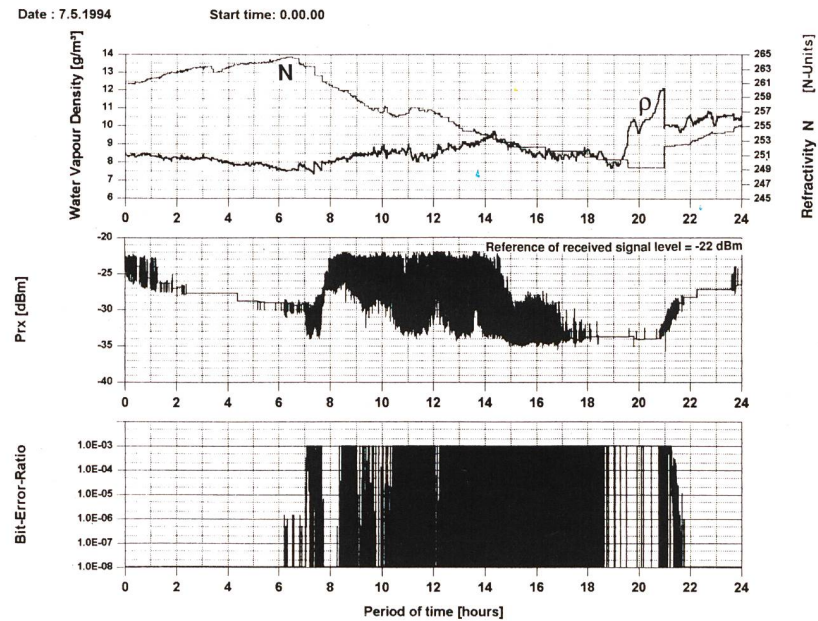 Date : 7.5.1994 Start time: 0.00.00
Water Vapour Density [g/m³]
14
13
12
11
10
9
8
7
6
N
ρ
265
263
261
259
257
255
253
251
249
247
245
Refractivity N [N-Units]
0 2 4 6 8 10 12 14 16 18 20 22 24
Prx [dBm]
-20
-25
-30
-35
-40
Reference of received signal level = -22 dBm
0 2 4 6 8 10 12 14 16 18 20 22 24
Bit-Error-Ratio
1.0E-03
1.0E-04
1.0E-05
1.0E-06
1.0E-07
1.0E-08
0 2 4 6 8 10 12 14 16 18 20 22 24
Period of time [hours]